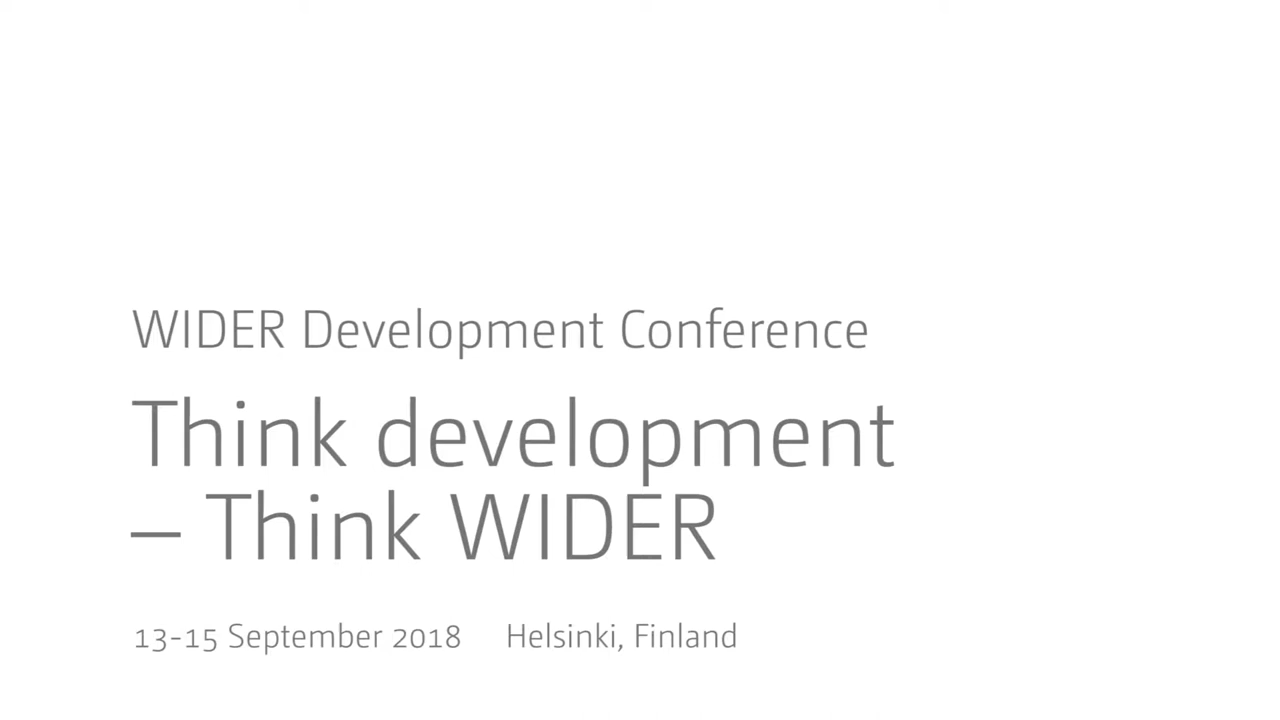 WIDER Development Conference
Think development
– Think WIDER
13-15 September 2018 Helsinki, Finland